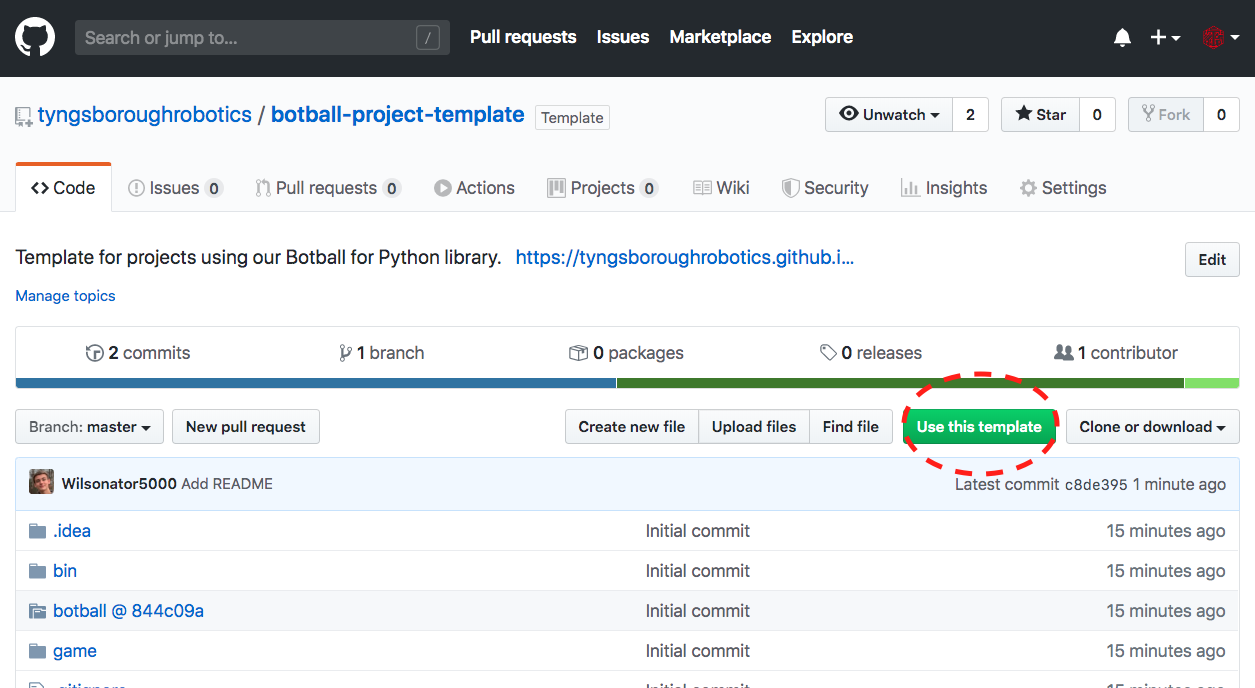 Search or jump to... / Pull requests Issues Marketplace Explore
tyngsboroughrobotics / botball-project-template Template Unwatch 2 Star 0 Fork 0
Code Issues 0 Pull requests 0 Actions Projects 0 Wiki Security Insights Settings
Template for projects using our Botball for Python library. https://tyngsboroughrobotics.github.i... Edit
Manage topics
2 commits 1 branch 0 packages 0 releases 1 contributor
Branch: master New pull request Create new file Upload files Find file Use this template Clone or download
Wilsonator5000 Add README Latest commit c8de395 1 minute ago
.idea Initial commit 15 minutes ago
bin Initial commit 15 minutes ago
botball @ 844c09a Initial commit 15 minutes ago
game Initial commit 15 minutes ago